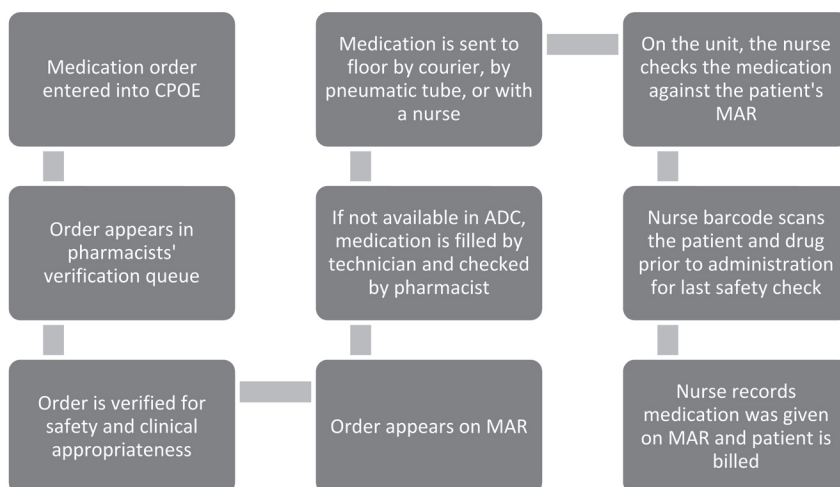 Medication order
entered into CPOE
Order appears in
pharmacists'
verification queue
Order is verified for
safety and clinical
appropriateness
Order appears on MAR
If not available in ADC,
medication is filled by
technician and checked
by pharmacist
Medication is sent to
floor by courier, by
pneumatic tube, or with
a nurse
On the unit, the nurse
checks the medication
against the patient's
MAR
Nurse barcode scans
the patient and drug
prior to administration
for last safety check
Nurse records
medication was given
on MAR and patient is
billed